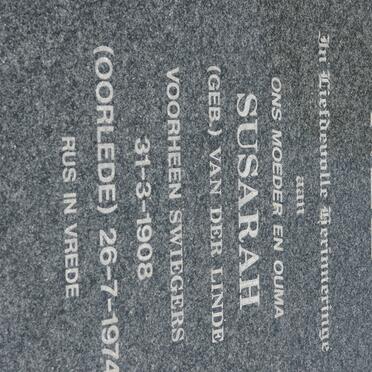 In Liefdevolle Herinneringe
aan
ONS MOEDER EN OUMA
SUSARAH
(GEB.) VAN DER LINDE
VOORHEEN SWIEGERS
31-3-1908
(OORLEDE) 26-7-1974
RUS IN VREDE